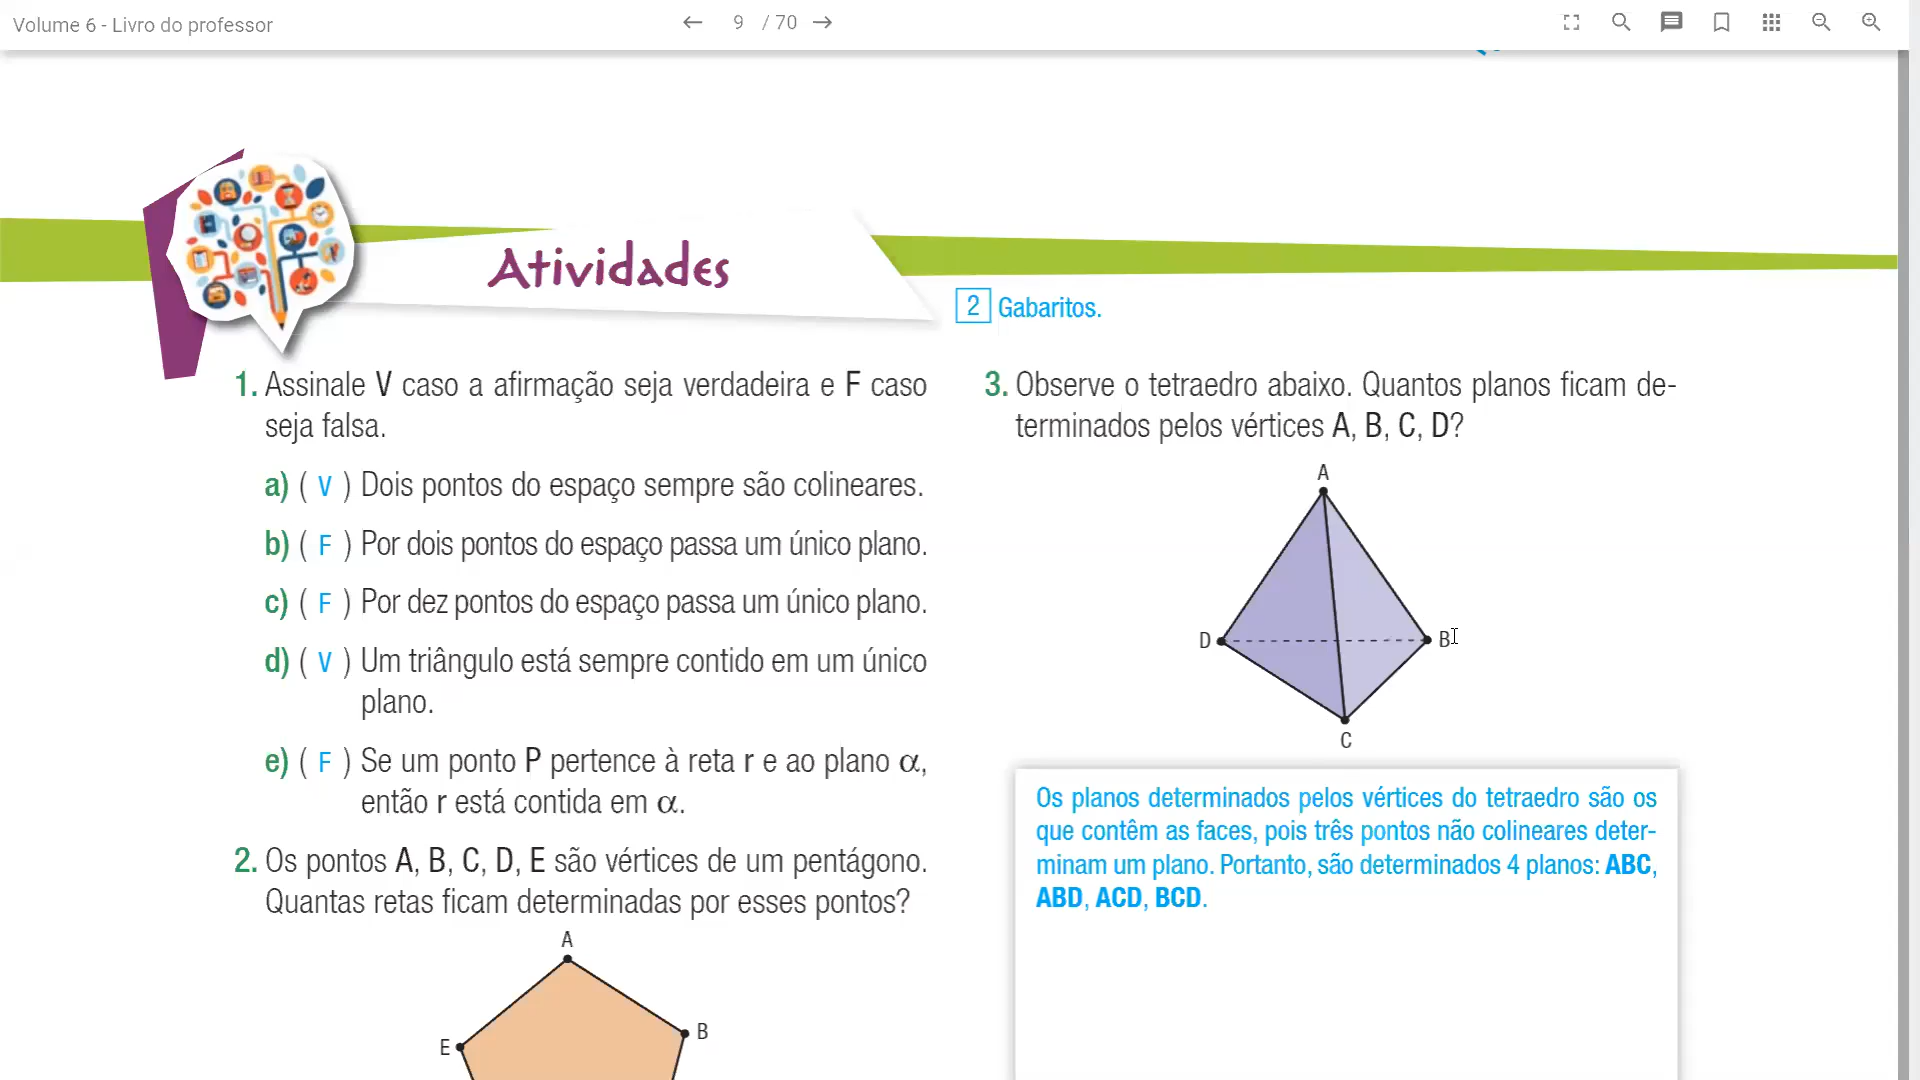 Volume 6 - Livro do professor
9 / 70
Atividades
2 Gabaritos.
1. Assinale V caso a afirmação seja verdadeira e F caso
seja falsa.
a) ( V ) Dois pontos do espaço sempre são colineares.
b) ( F ) Por dois pontos do espaço passa um único plano.
c) ( F ) Por dez pontos do espaço passa um único plano.
d) ( V ) Um triângulo está sempre contido em um único
plano.
e) ( F ) Se um ponto P pertence à reta r e ao plano α,
então r está contida em α.
2. Os pontos A, B, C, D, E são vértices de um pentágono.
Quantas retas ficam determinadas por esses pontos?
A
B
E
3. Observe o tetraedro abaixo. Quantos planos ficam de-
terminados pelos vértices A, B, C, D?
A
D
B
C
Os planos determinados pelos vértices do tetraedro são os
que contêm as faces, pois três pontos não colineares deter-
minam um plano. Portanto, são determinados 4 planos: ABC,
ABD, ACD, BCD.